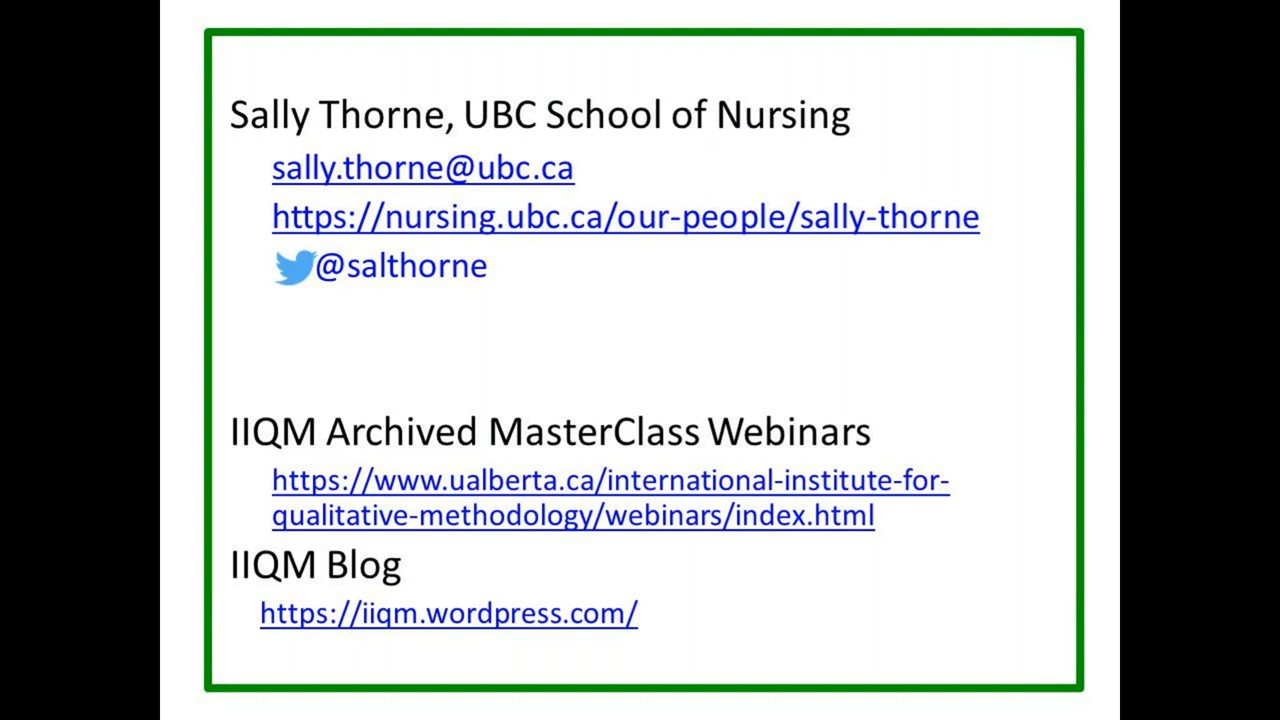 Sally Thorne, UBC School of Nursing
sally.thorne@ubc.ca
https://nursing.ubc.ca/our-people/sally-thorne
@salthorne
IIQM Archived MasterClass Webinars
https://www.ualberta.ca/international-institute-for-
qualitative-methodology/webinars/index.html
IIQM Blog
https://iiqm.wordpress.com/